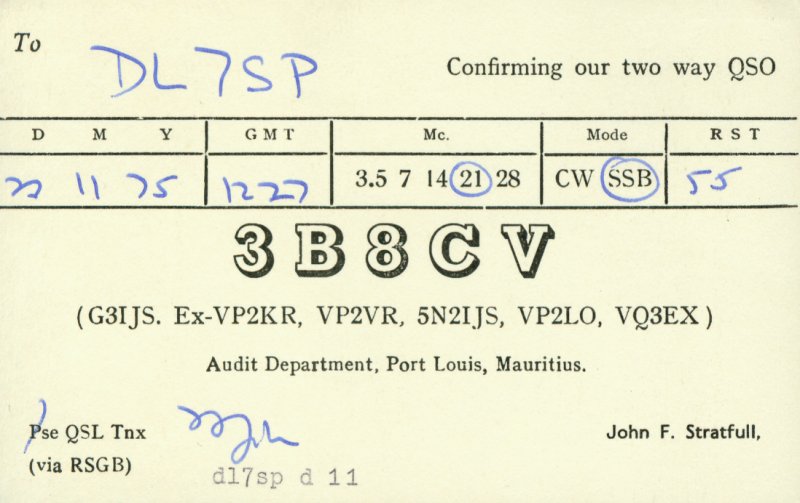 To DL7SP Confirming our two way QSO
D M Y GMT Mc. Mode RST
22 11 75 1227 3.5 7 14 21 28 CW SSB 55
3B8CV
(G3IJS. Ex-VP2KR, VP2VR, 5N2IJS, VP2LO, VQ3EX)
Audit Department, Port Louis, Mauritius.
Pse QSL Tnx John F. Stratfull,
(via RSGB)
dl7sp d 11